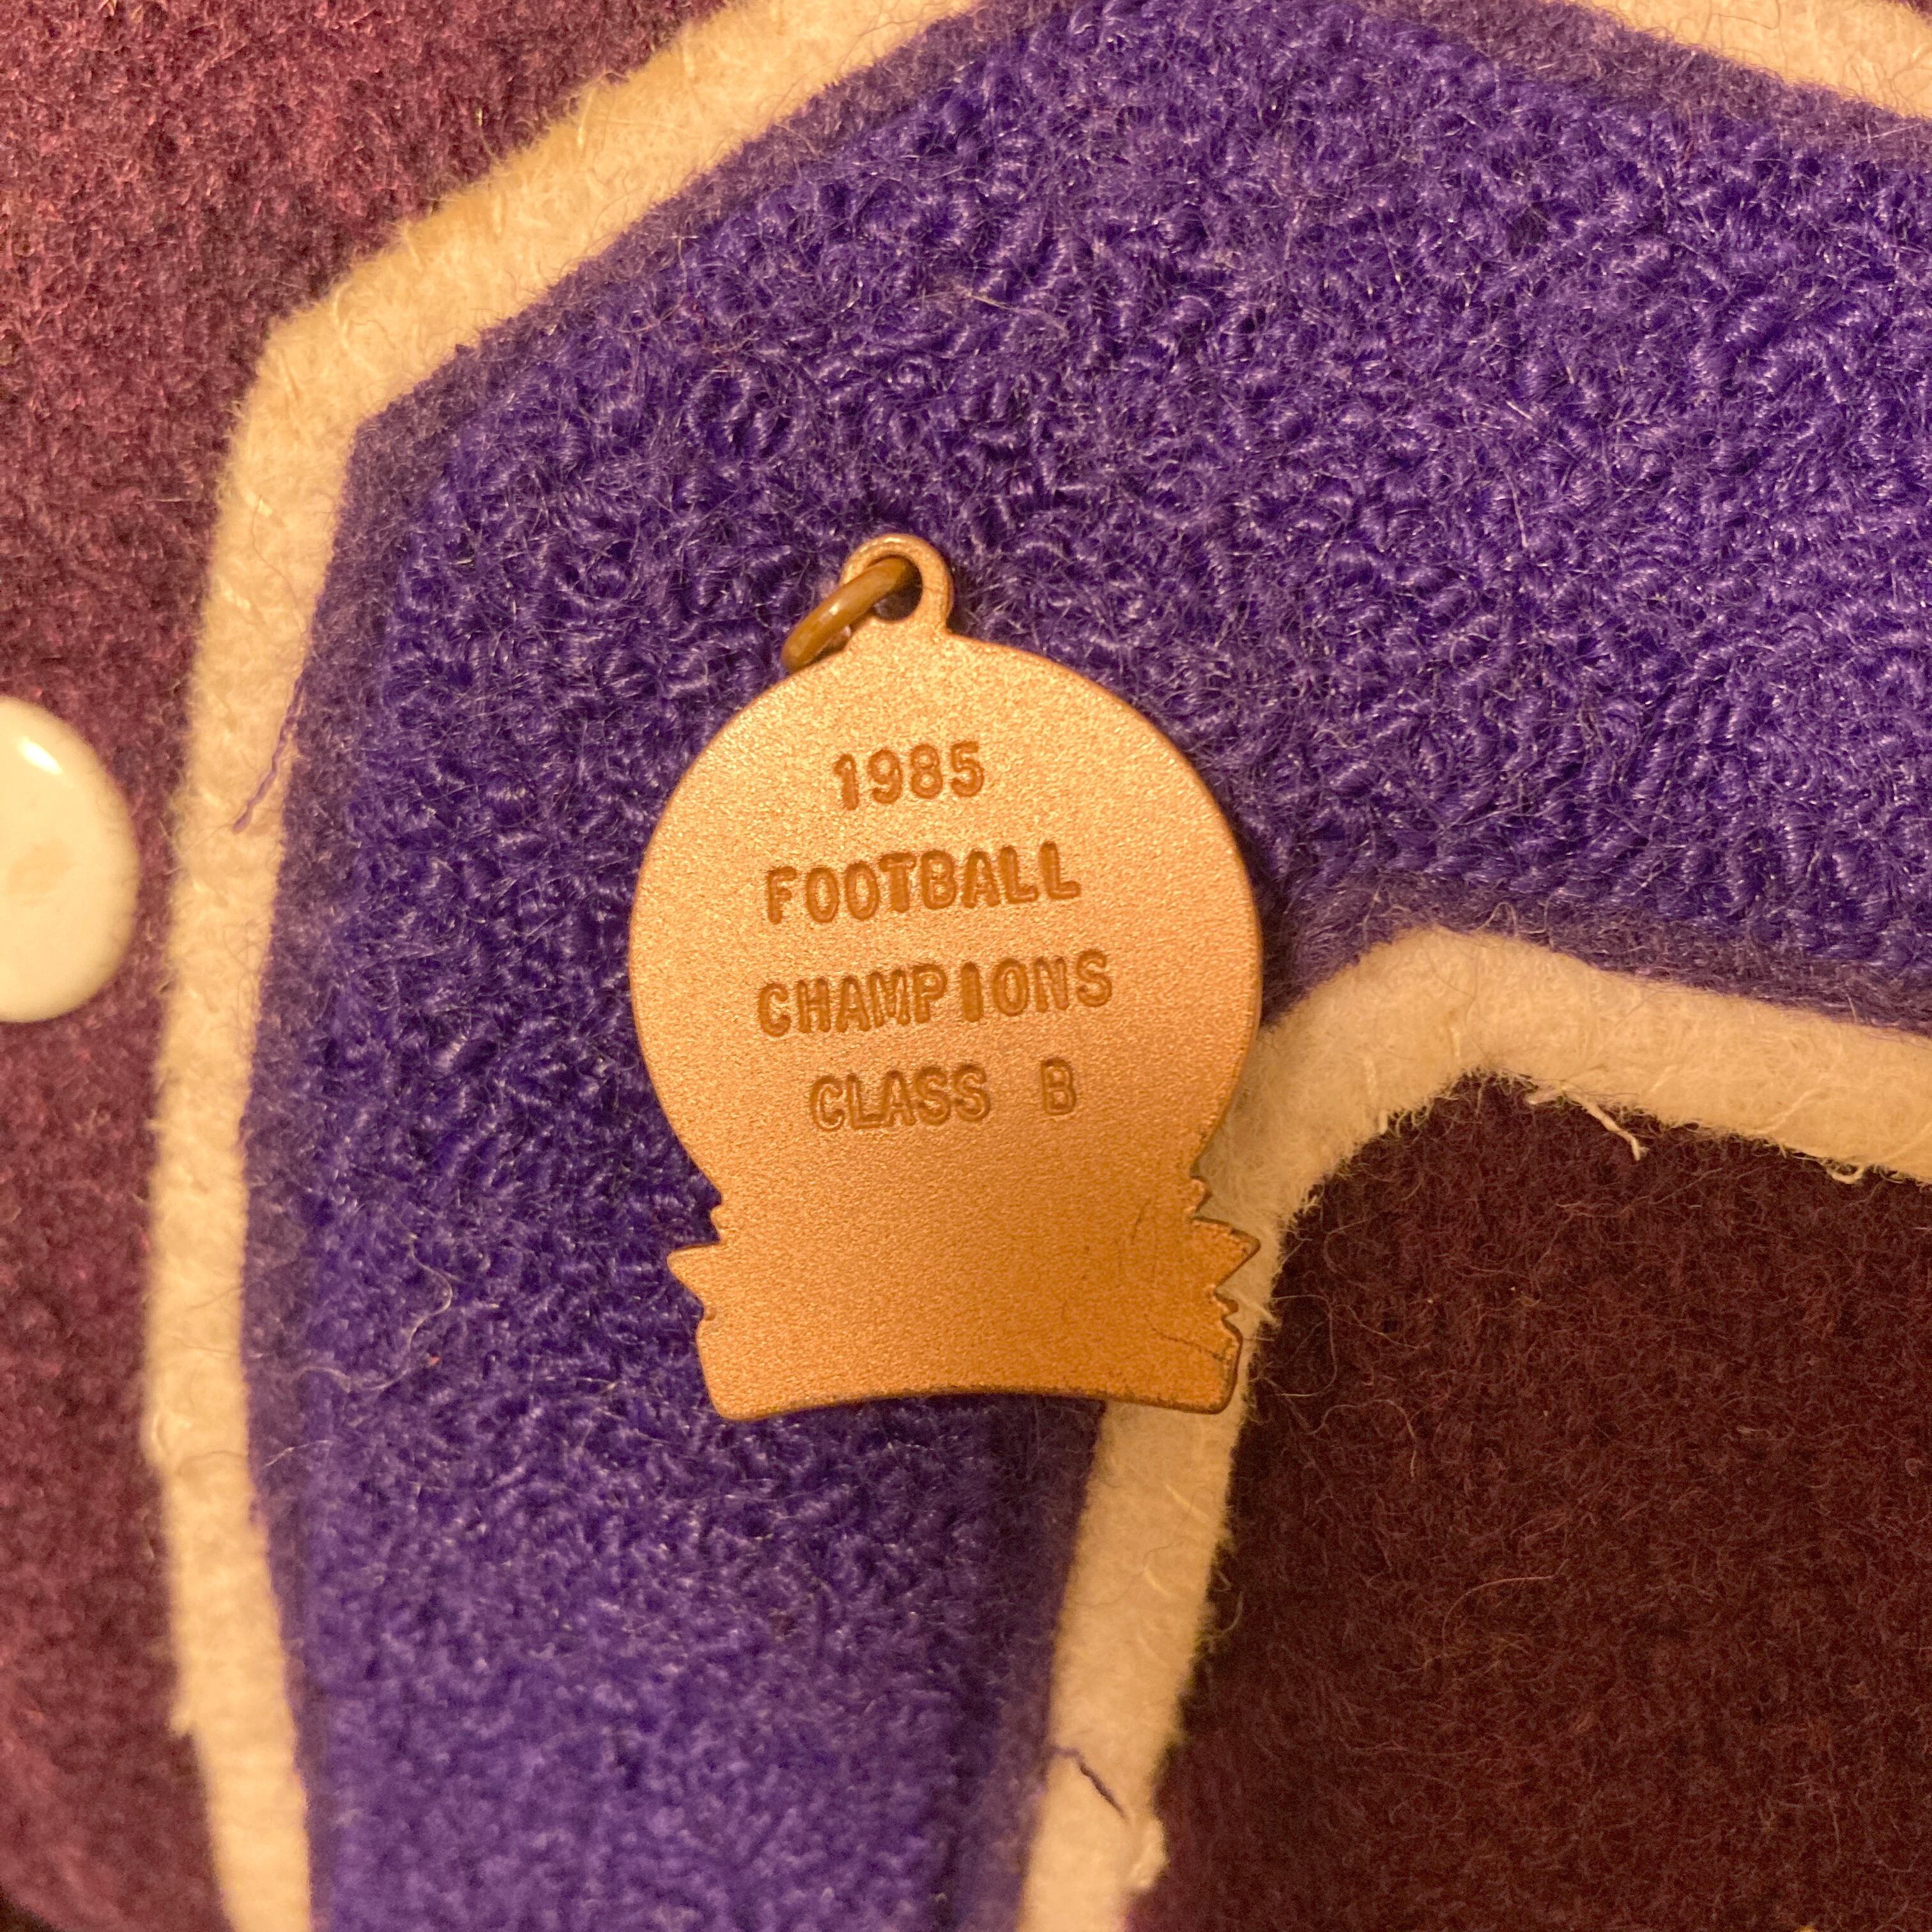 1985
FOOTBALL
CHAMPIONS
CLASS B